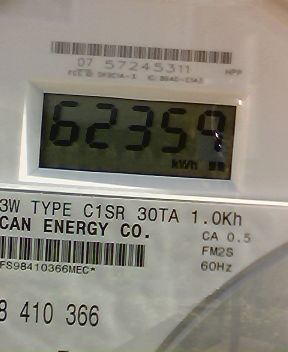 07 57245311
HPP
62359
kWh
3W TYPE C1SR 30TA 1.0Kh
CAN ENERGY CO.
CA 0.5
FM2S
FS98410366MEC*
60Hz
8 410 366